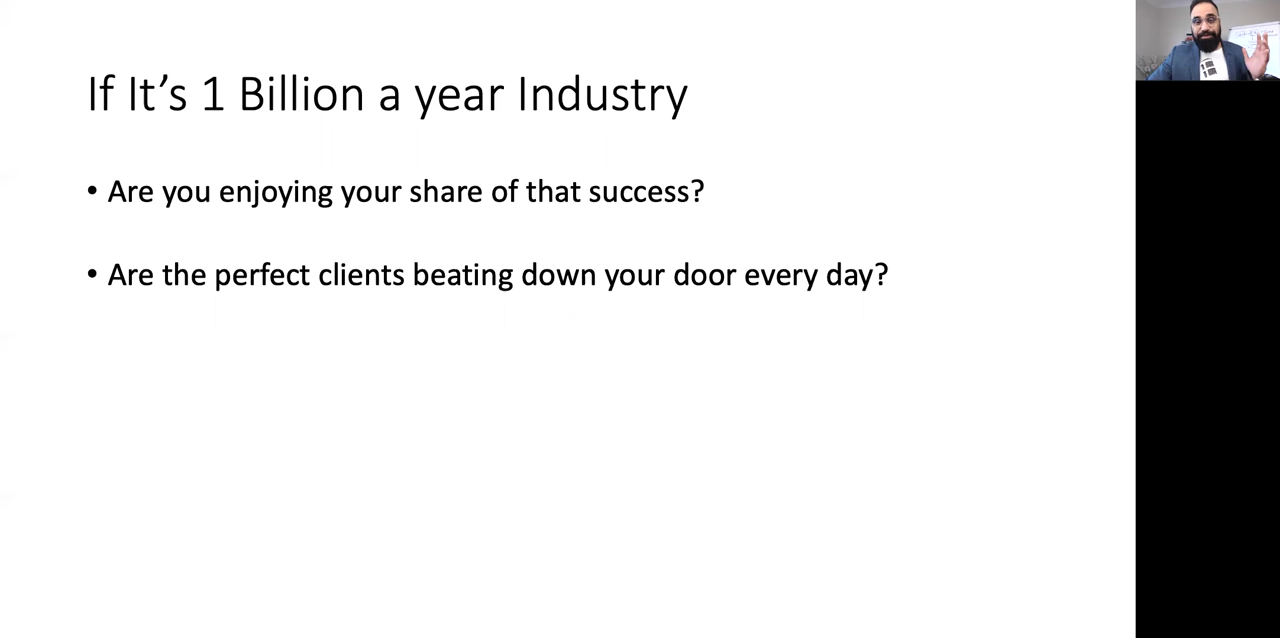 If It’s 1 Billion a year Industry
• Are you enjoying your share of that success?
• Are the perfect clients beating down your door every day?